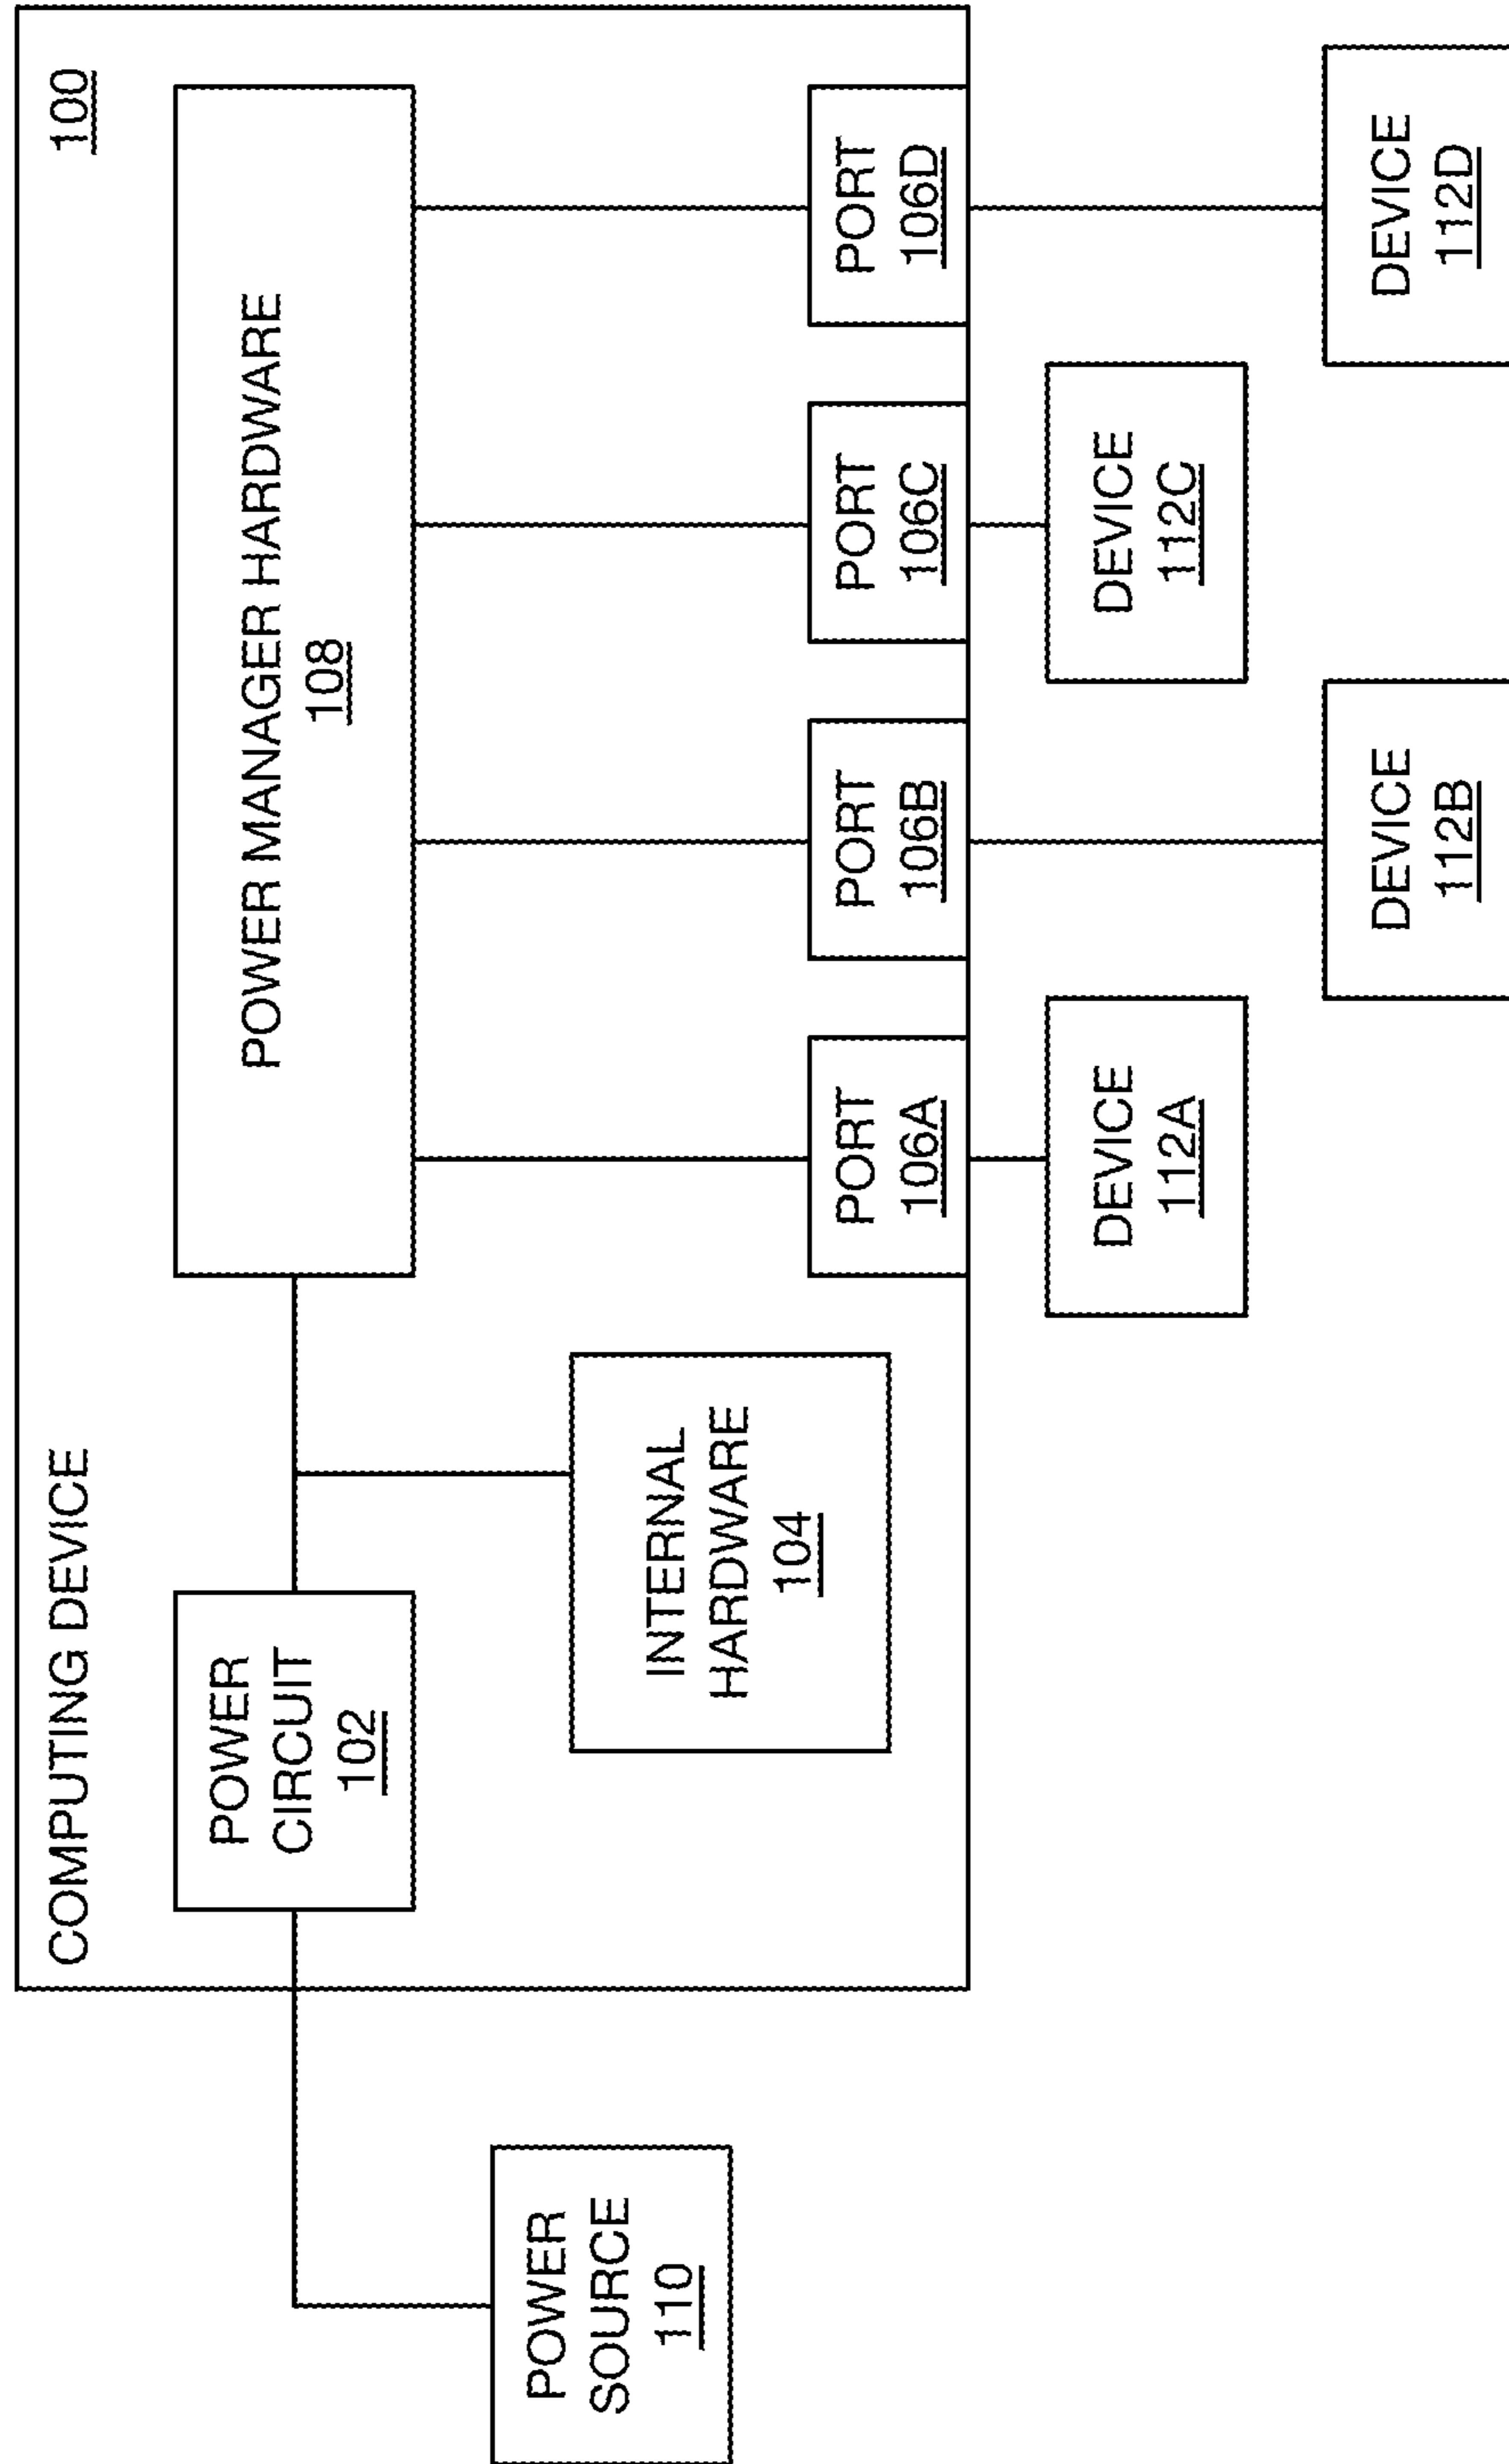 COMPUTING DEVICE
100
POWER
CIRCUIT
102
POWER MANAGER HARDWARE
108
INTERNAL
HARDWARE
104
POWER
SOURCE
110
PORT
106A
PORT
106B
PORT
106C
PORT
106D
DEVICE
112A
DEVICE
112B
DEVICE
112C
DEVICE
112D